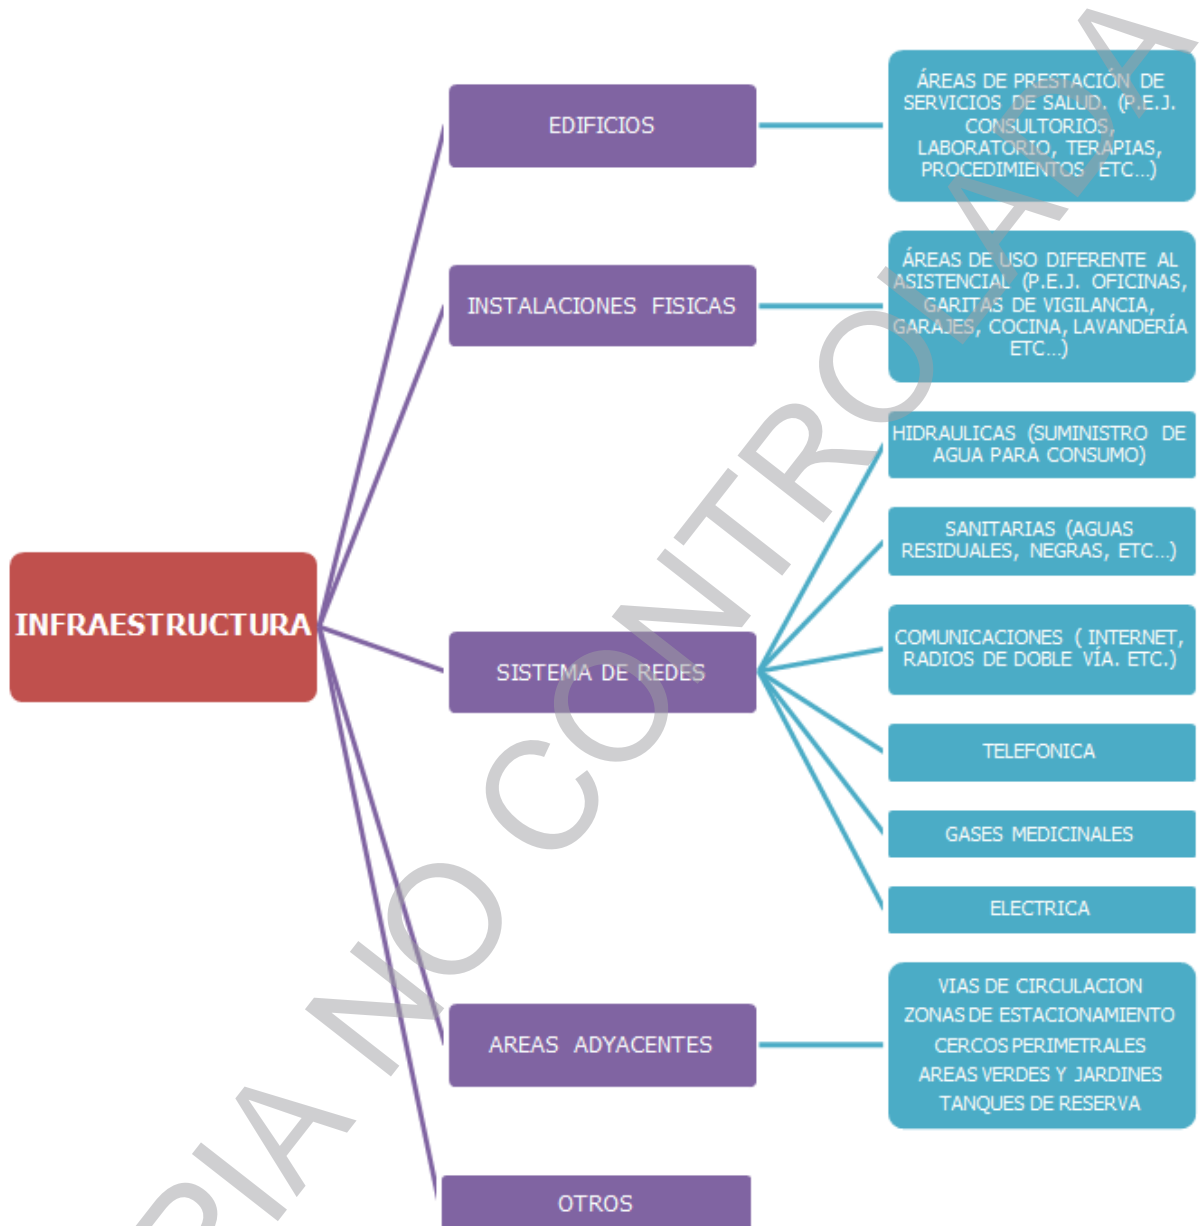 EDIFICIOS
ÁREAS DE PRESTACIÓN DE
SERVICIOS DE SALUD. (P.E.J.
CONSULTORIOS,
LABORATORIO, TERAPIAS,
PROCEDIMIENTOS ETC...)
INSTALACIONES FISICAS
ÁREAS DE USO DIFERENTE AL
ASISTENCIAL (P.E.J. OFICINAS,
GARITAS DE VIGILANCIA,
GARAJES, COCINA, LAVANDERÍA
ETC...)
INFRAESTRUCTURA
SISTEMA DE REDES
HIDRAULICAS (SUMINISTRO DE
AGUA PARA CONSUMO)
SANITARIAS (AGUAS
RESIDUALES, NEGRAS, ETC...)
COMUNICACIONES ( INTERNET,
RADIOS DE DOBLE VÍA. ETC.)
TELEFONICA
GASES MEDICINALES
ELECTRICA
AREAS ADYACENTES
VIAS DE CIRCULACION
ZONAS DE ESTACIONAMIENTO
CERCOS PERIMETRALES
AREAS VERDES Y JARDINES
TANQUES DE RESERVA
OTROS
PIA NO CONTROLADA